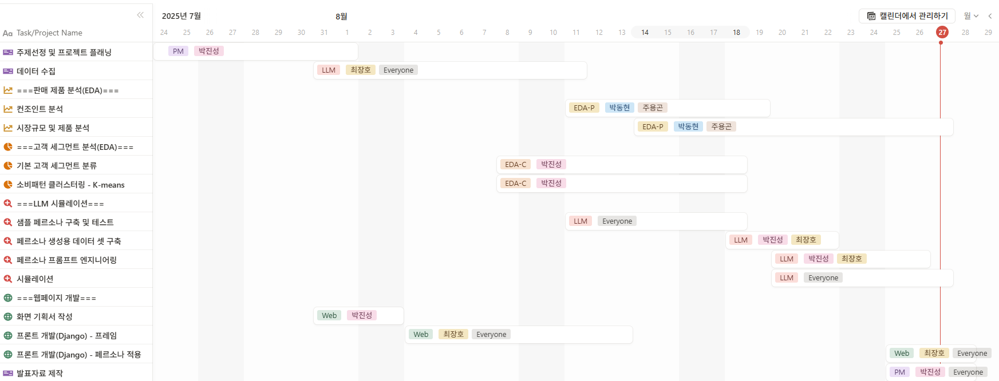 2025년 7월 8월 캘린더에서 관리하기 월
Aa Task/Project Name 24 25 26 27 28 29 30 31 1 2 3 4 5 6 7 8 9 10 11 12 13 14 15 16 17 18 19 20 21 22 23 24 25 26 27 28 29
주제선정 및 프로젝트 플래닝 PM 박진성
데이터 수집 LLM 최장호 Everyone
===판매 제품 분석(EDA)===
컨조인트 분석 EDA-P 박동현 주용곤
시장규모 및 제품 분석 EDA-P 박동현 주용곤
===고객 세그먼트 분석(EDA)===
기본 고객 세그먼트 분류 EDA-C 박진성
소비패턴 클러스터링 - K-means EDA-C 박진성
===LLM 시뮬레이션===
샘플 페르소나 구축 및 테스트 LLM Everyone
페르소나 생성용 데이터 셋 구축 LLM 박진성 최장호
페르소나 프롬프트 엔지니어링 LLM 박진성 최장호
시뮬레이션 LLM Everyone
===웹페이지 개발===
화면 기획서 작성 Web 박진성
프론트 개발(Django) - 프레임 Web 최장호 Everyone
프론트 개발(Django) - 페르소나 적용 Web 최장호 Everyone
발표자료 제작 PM 박진성 Everyone